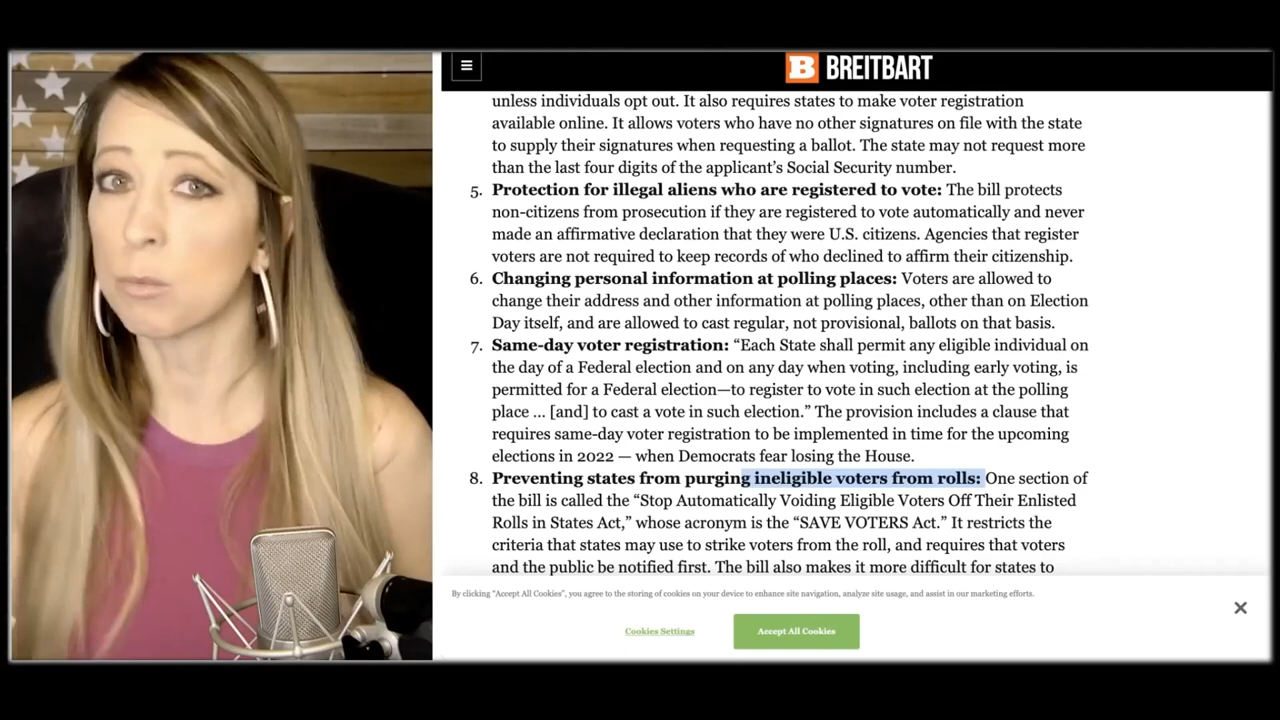 BREITBART
unless individuals opt out. It also requires states to make voter registration
available online. It allows voters who have no other signatures on file with the state
to supply their signatures when requesting a ballot. The state may not request more
than the last four digits of the applicant’s Social Security number.
5. Protection for illegal aliens who are registered to vote: The bill protects
non-citizens from prosecution if they are registered to vote automatically and never
made an affirmative declaration that they were U.S. citizens. Agencies that register
voters are not required to keep records of who declined to affirm their citizenship.
6. Changing personal information at polling places: Voters are allowed to
change their address and other information at polling places, other than on Election
Day itself, and are allowed to cast regular, not provisional, ballots on that basis.
7. Same-day voter registration: “Each State shall permit any eligible individual on
the day of a Federal election and on any day when voting, including early voting, is
permitted for a Federal election—to register to vote in such election at the polling
place ... [and] to cast a vote in such election.” The provision includes a clause that
requires same-day voter registration to be implemented in time for the upcoming
elections in 2022 — when Democrats fear losing the House.
8. Preventing states from purging ineligible voters from rolls: One section of
the bill is called the “Stop Automatically Voiding Eligible Voters Off Their Enlisted
Rolls in States Act,” whose acronym is the “SAVE VOTERS Act.” It restricts the
criteria that states may use to strike voters from the roll, and requires that voters
and the public be notified first. The bill also makes it more difficult for states to
By clicking “Accept All Cookies”, you agree to the storing of cookies on your device to enhance site navigation, analyze site usage, and assist in our marketing efforts.
Cookies Settings
Accept All Cookies